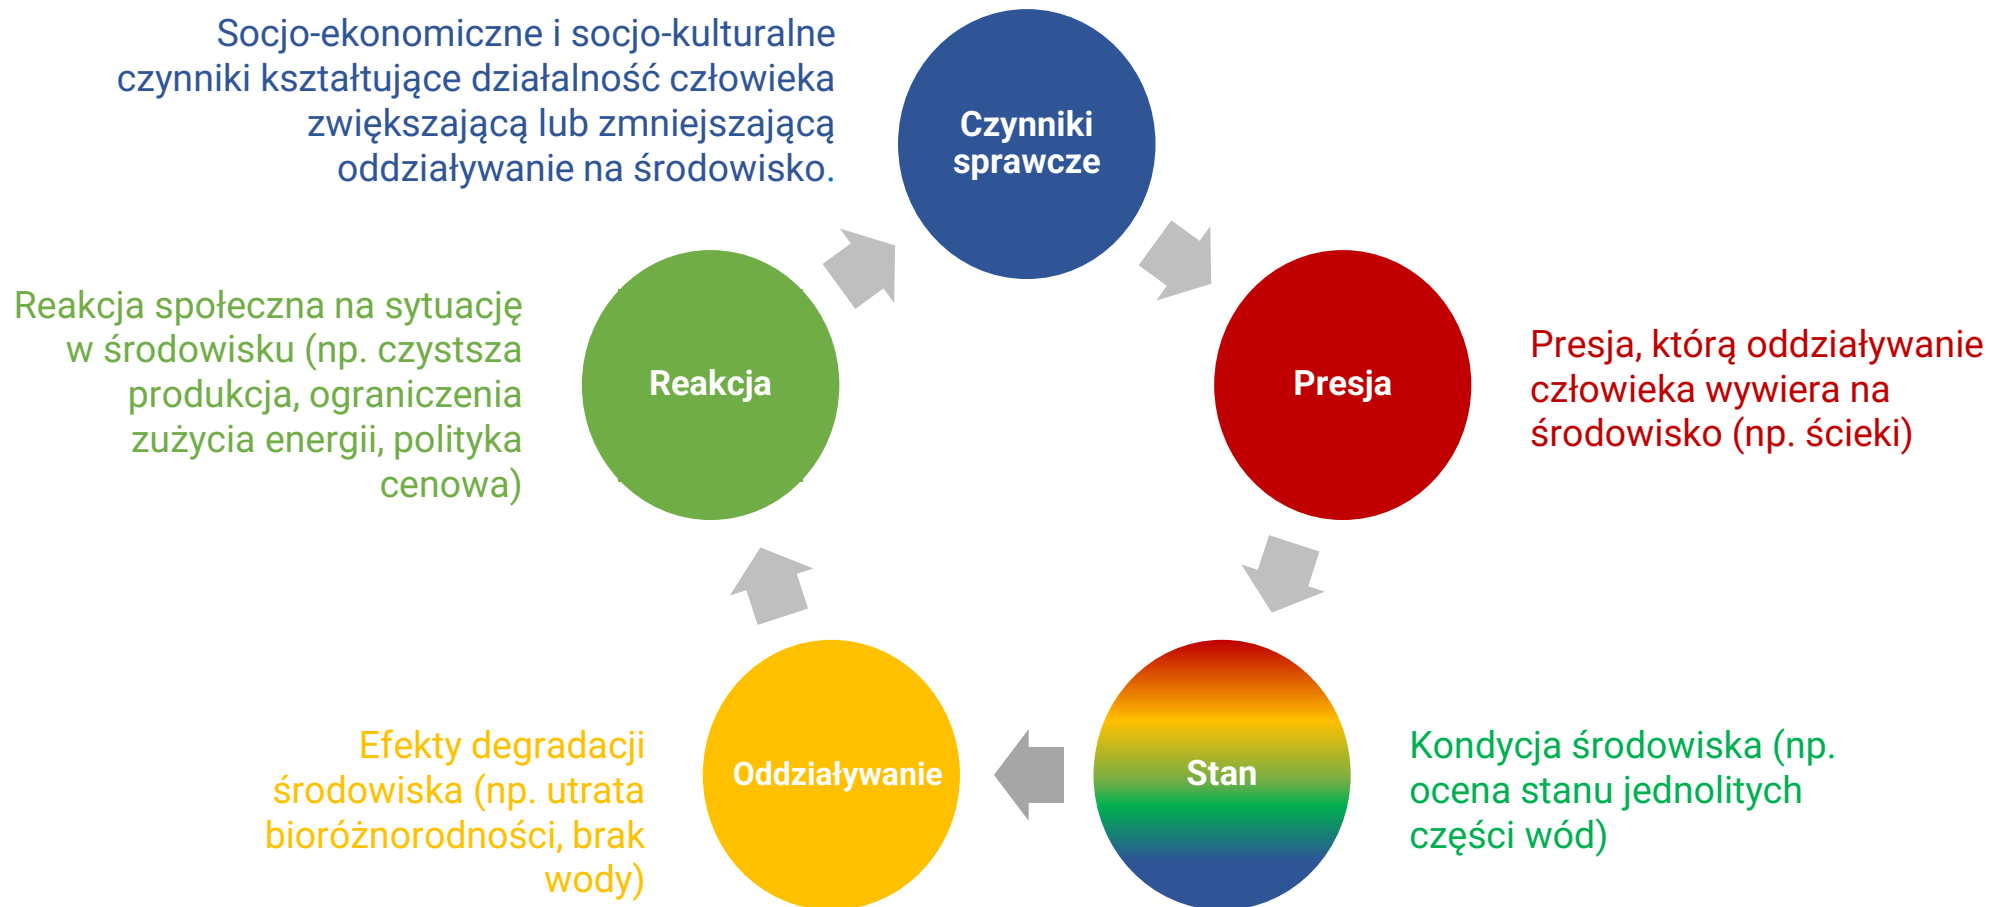 Socjo-ekonomiczne i socjo-kulturalne
czynniki kształtujące działalność człowieka
zwiększającą lub zmniejszającą
oddziaływanie na środowisko.
Czynniki
sprawcze
Reakcja społeczna na sytuację
w środowisku (np. czystsza
produkcja, ograniczenia
zużycia energii, polityka
cenowa)
Reakcja
Presja
Presja, którą oddziaływanie
człowieka wywiera na
środowisko (np. ścieki)
Efekty degradacji
środowiska (np. utrata
bioróżnorodności, brak
wody)
Oddziaływanie
Stan
Kondycja środowiska (np.
ocena stanu jednolitych
części wód)